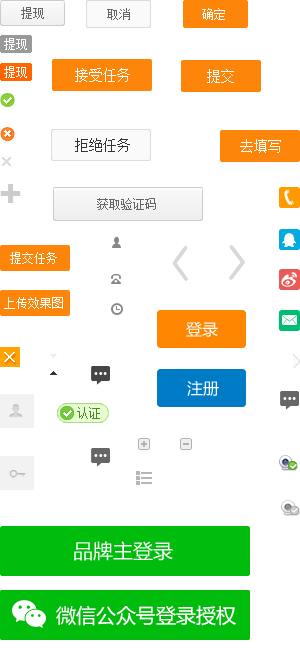 提现
取消
确定
提现
提现
接受任务
提交
拒绝任务
去填写
获取验证码
提交任务
上传效果图
登录
注册
认证
品牌主登录
微信公众号登录授权